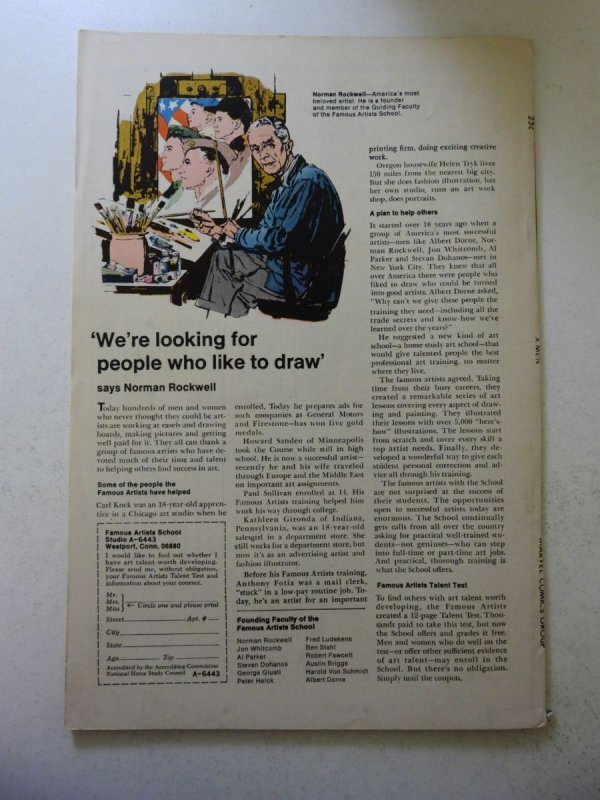 Norman Rockwell—America's most
beloved artist. He is a founder
and member of the Guiding Faculty
of the Famous Artists School.
'We're looking for
people who like to draw'
says Norman Rockwell
Today hundreds of men and women
who never thought they could be art-
ists are working at easels and drawing
boards, making pictures and getting
well paid for it. They all can thank a
group of famous artists who have de-
voted much of their time and talent
to helping others find success in art.
Some of the people the
Famous Artists have helped
Carl Kock was an 18-year-old appren-
tice in a Chicago art studio when he
Famous Artists School
Studio A-6443
Westport, Conn. 06880
I would like to find out whether I
have art talent worth developing.
Please send me, without obligation,
your Famous Artists Talent Test and
information about your courses.
Mr.
Mrs. ← Circle one and please print
Miss
Street Apt. #
City
State
Age Zip
Accredited by the Accrediting Commission
National Home Study Council A-6443
enrolled. Today he prepares ads for
such companies as General Motors
and Firestone—has won five gold
medals.
Howard Sanden of Minneapolis
took the Course while still in high
school. He is now a successful artist—
recently he and his wife traveled
through Europe and the Middle East
on important art assignments.
Paul Sullivan enrolled at 14. His
Famous Artists training helped him
work his way through college.
Kathleen Gironda of Indiana,
Pennsylvania, was an 18-year-old
salesgirl in a department store. She
still works for a department store, but
now it's as an advertising artist and
fashion illustrator.
Before his Famous Artists training,
Anthony Fotia was a mail clerk,
"stuck" in a low-pay routine job. To-
day, he's an artist for an important
Founding Faculty of the
Famous Artists School
Norman Rockwell
Jon Whitcomb
Al Parker
Stevan Dohanos
George Giusti
Peter Helck
Fred Ludekens
Ben Stahl
Robert Fawcett
Austin Briggs
Harold Von Schmidt
Albert Dorne
printing firm, doing exciting creative
work.
Oregon housewife Helen Tryk lives
150 miles from the nearest big city.
But she does fashion illustration, has
her own studio, runs an art work
shop, does portraits.
A plan to help others
It started over 18 years ago when a
group of America's most successful
artists—men like Albert Dorne, Nor-
man Rockwell, Jon Whitcomb, Al
Parker and Stevan Dohanos—met in
New York City. They knew that all
over America there were people who
liked to draw who could be turned
into good artists. Albert Dorne asked,
"Why can't we give these people the
training they need—including all the
trade secrets and know-how we've
learned over the years?"
He suggested a new kind of art
school—a home study art school—that
would give talented people the best
professional art training, no matter
where they live.
The famous artists agreed. Taking
time from their busy careers, they
created a remarkable series of art
lessons covering every aspect of draw-
ing and painting. They illustrated
their lessons with over 5,000 "here's-
how" illustrations. The lessons start
from scratch and cover every skill a
top artist needs. Finally, they de-
veloped a wonderful way to give each
student personal correction and ad-
vice all through his training.
The famous artists with the School
are not surprised at the success of
their students. The opportunities
open to successful artists today are
enormous. The School continually
gets calls from all over the country
asking for practical well-trained stu-
dents—not geniuses—who can step
into full-time or part-time art jobs.
And practical, thorough training is
what the School offers.
Famous Artists Talent Test
To find others with art talent worth
developing, the Famous Artists
created a 12-page Talent Test. Thou-
sands paid to take this test, but now
the School offers and grades it free.
Men and women who do well on the
test—or offer other sufficient evidence
of art talent—may enroll in the
School. But there's no obligation.
Simply mail the coupon,
25¢
X-MEN
MARVEL COMICS GROUP